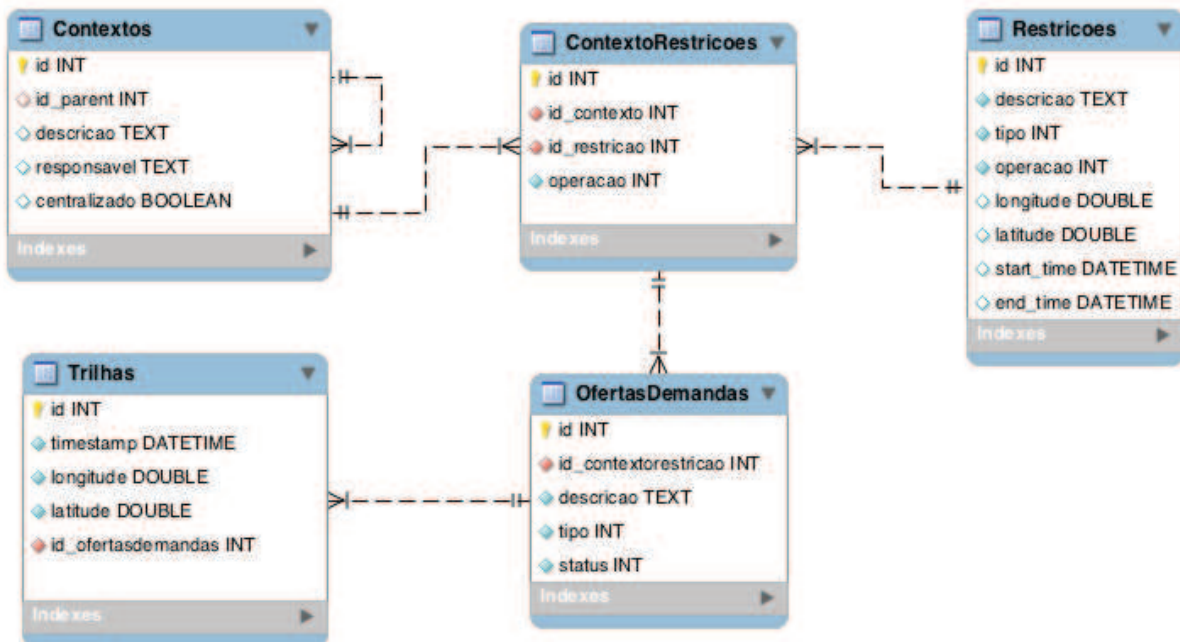 Contextos
id INT
id_parent INT
descricao TEXT
responsavel TEXT
centralizado BOOLEAN
Indexes
ContextoRestricoes
id INT
id_contexto INT
id_restricao INT
operacao INT
Indexes
Restricoes
id INT
descricao TEXT
tipo INT
operacao INT
longitude DOUBLE
latitude DOUBLE
start_time DATETIME
end_time DATETIME
Indexes
Trilhas
id INT
timestamp DATETIME
longitude DOUBLE
latitude DOUBLE
id_ofertasdemandas INT
Indexes
OfertasDemandas
id INT
id_contextorestricao INT
descricao TEXT
tipo INT
status INT
Indexes